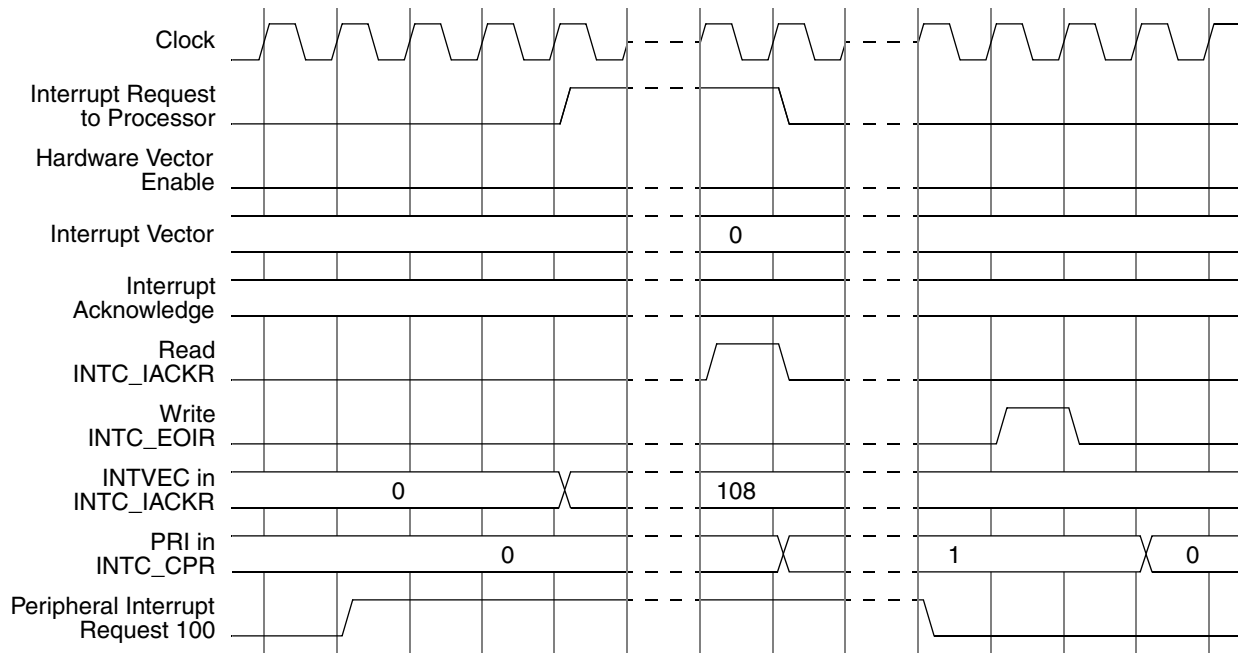 Clock
Interrupt Request
to Processor
Hardware Vector
Enable
Interrupt Vector
0
Interrupt
Acknowledge
Read
INTC_IACKR
Write
INTC_EOIR
INTVEC in
INTC_IACKR
0
108
PRI in
INTC_CPR
0
1
0
Peripheral Interrupt
Request 100